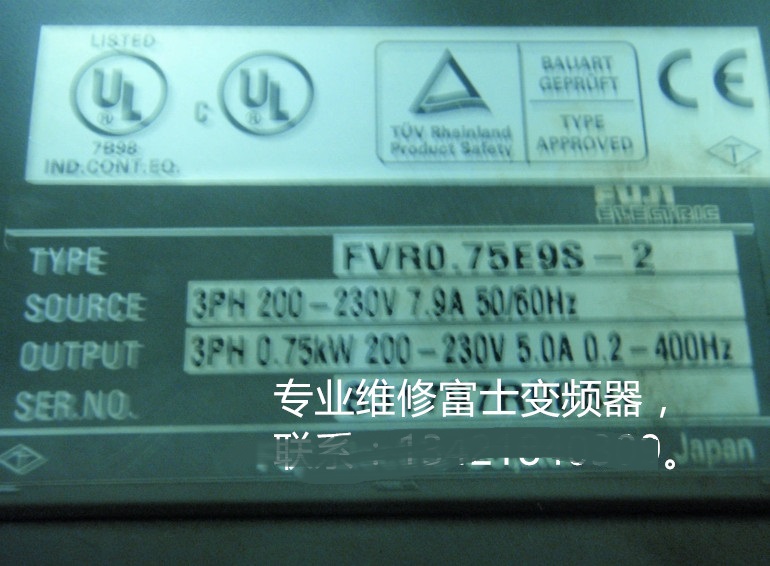 LISTED
UL
C UL
7B98
IND.CONT.EQ.
TÜV Rheinland
Product Safety
BAUART
GEPRÜFT
TYPE
APPROVED
CE
T
FUJI
ELECTRIC
TYPE FVR0.75E9S-2
SOURCE 3PH 200-230V 7.9A 50/60Hz
OUTPUT 3PH 0.75kW 200-230V 5.0A 0.2-400Hz
SER.NO.
专业维修富士变频器，
联系：
Japan